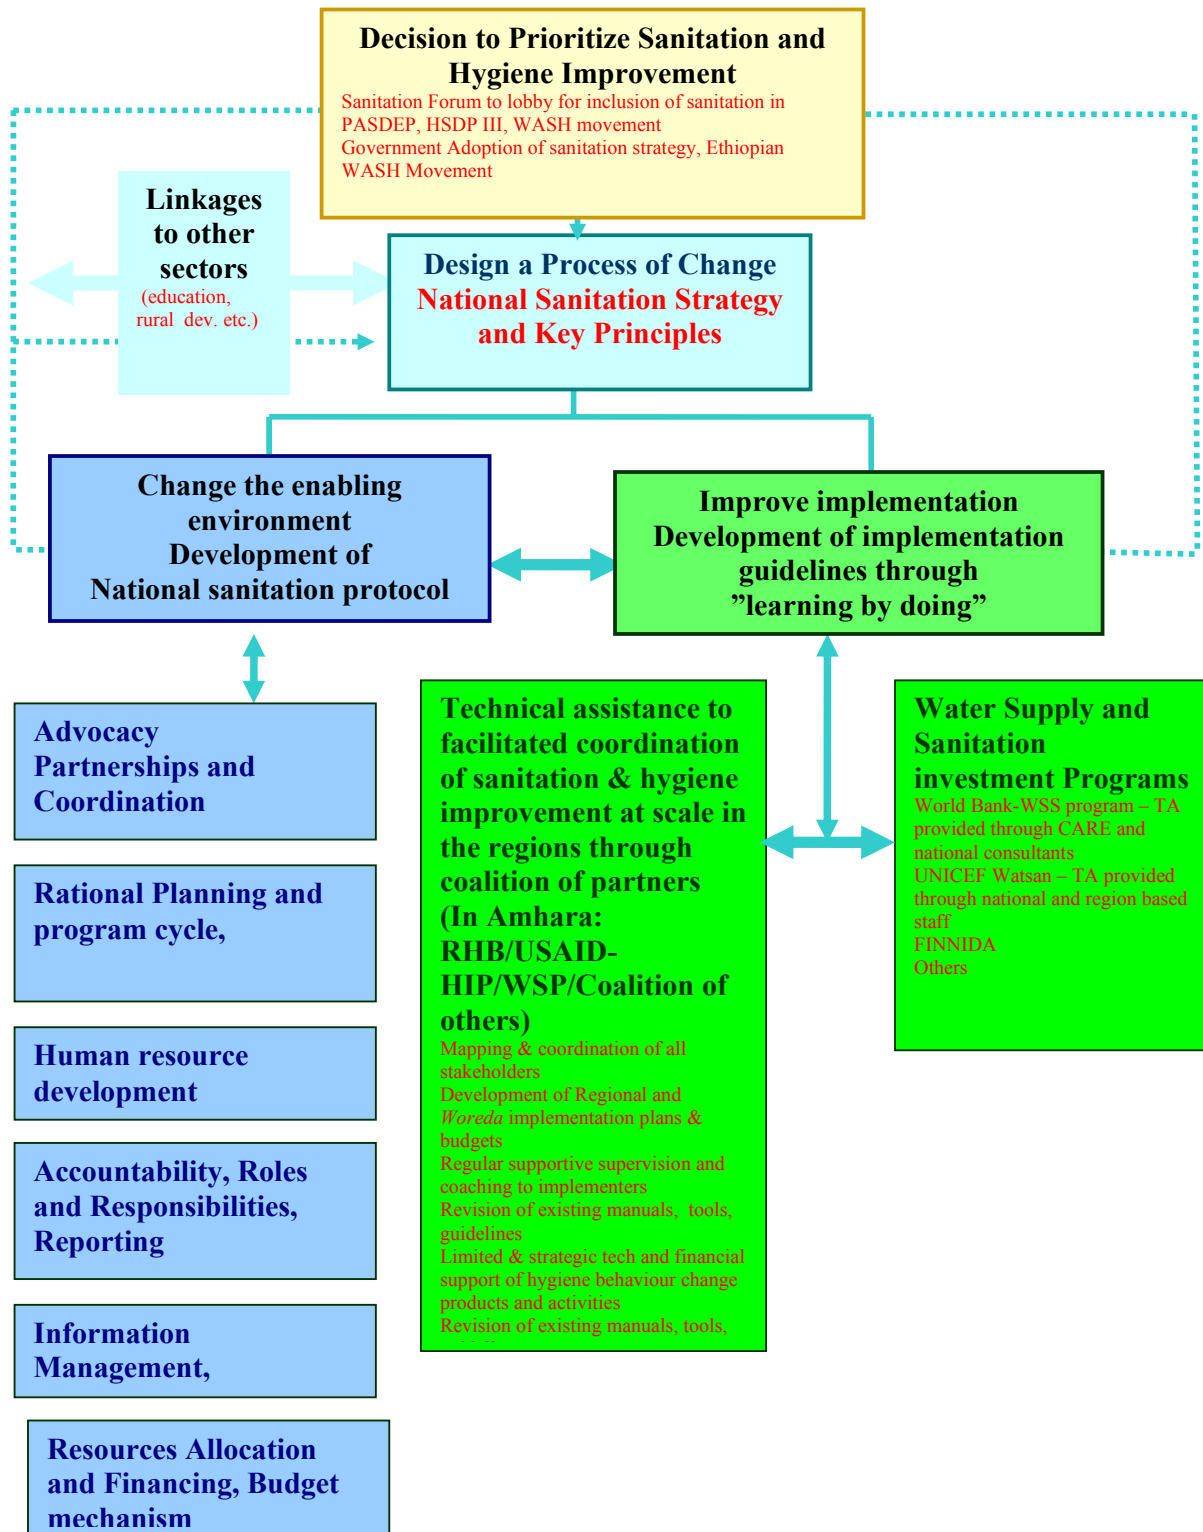 Decision to Prioritize Sanitation and
Hygiene Improvement
Sanitation Forum to lobby for inclusion of sanitation in
PASDEP, HSDP III, WASH movement
Government Adoption of sanitation strategy, Ethiopian
WASH Movement
Linkages
to other
sectors
(education,
rural dev. etc.)
Design a Process of Change
National Sanitation Strategy
and Key Principles
Change the enabling
environment
Development of
National sanitation protocol
Improve implementation
Development of implementation
guidelines through
”learning by doing”
Advocacy
Partnerships and
Coordination
Rational Planning and
program cycle,
Human resource
development
Accountability, Roles
and Responsibilities,
Reporting
Information
Management,
Resources Allocation
and Financing, Budget
mechanism
Technical assistance to
facilitated coordination
of sanitation & hygiene
improvement at scale in
the regions through
coalition of partners
(In Amhara:
RHB/USAID-
HIP/WSP/Coalition of
others)
Mapping & coordination of all
stakeholders
Development of Regional and
Woreda implementation plans &
budgets
Regular supportive supervision and
coaching to implementers
Revision of existing manuals, tools,
guidelines
Limited & strategic tech and financial
support of hygiene behaviour change
products and activities
Revision of existing manuals, tools,
Water Supply and
Sanitation
investment Programs
World Bank-WSS program – TA
provided through CARE and
national consultants
UNICEF Watsan – TA provided
through national and region based
staff
FINNIDA
Others